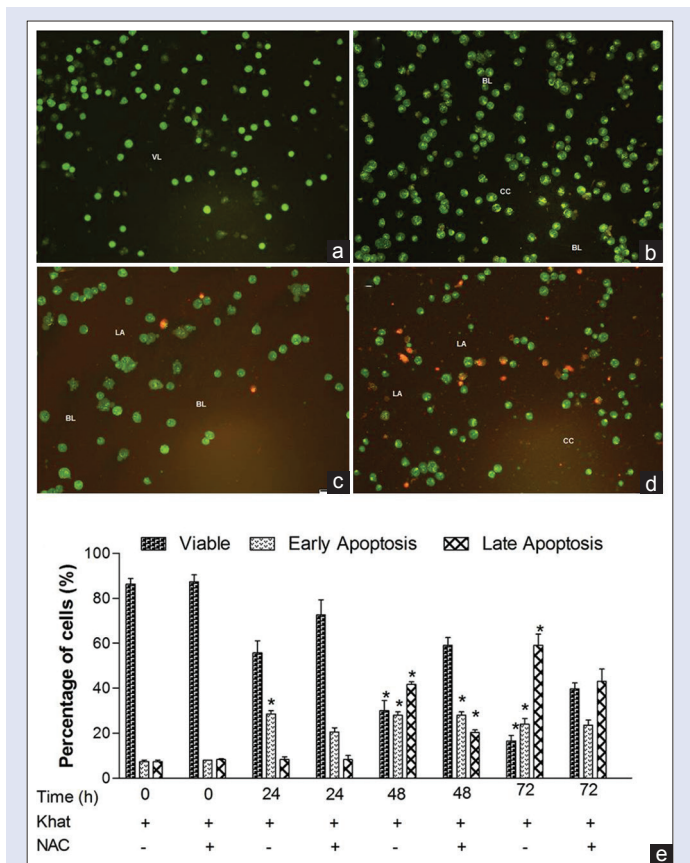 VL
a
BL
CC
BL
b
LA
BL
BL
c
LA
LA
CC
d
Viable Early Apoptosis Late Apoptosis
Percentage of cells (%)
100
80
60
40
20
0
* * * * * * * * *
Time (h) 0 0 24 24 48 48 72 72
Khat + + + + + + + +
NAC - + - + - + - +
e